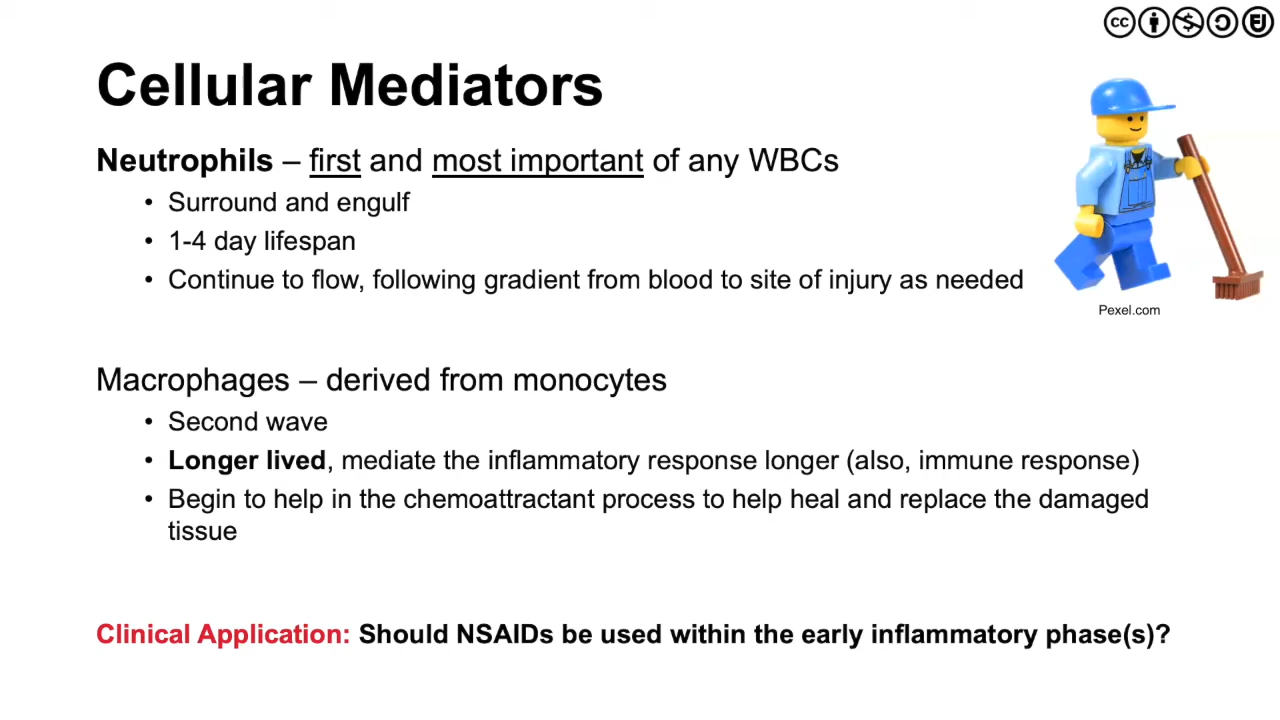 Cellular Mediators
Neutrophils – first and most important of any WBCs
• Surround and engulf
• 1-4 day lifespan
• Continue to flow, following gradient from blood to site of injury as needed
Pexel.com
Macrophages – derived from monocytes
• Second wave
• Longer lived, mediate the inflammatory response longer (also, immune response)
• Begin to help in the chemoattractant process to help heal and replace the damaged
tissue
Clinical Application: Should NSAIDs be used within the early inflammatory phase(s)?